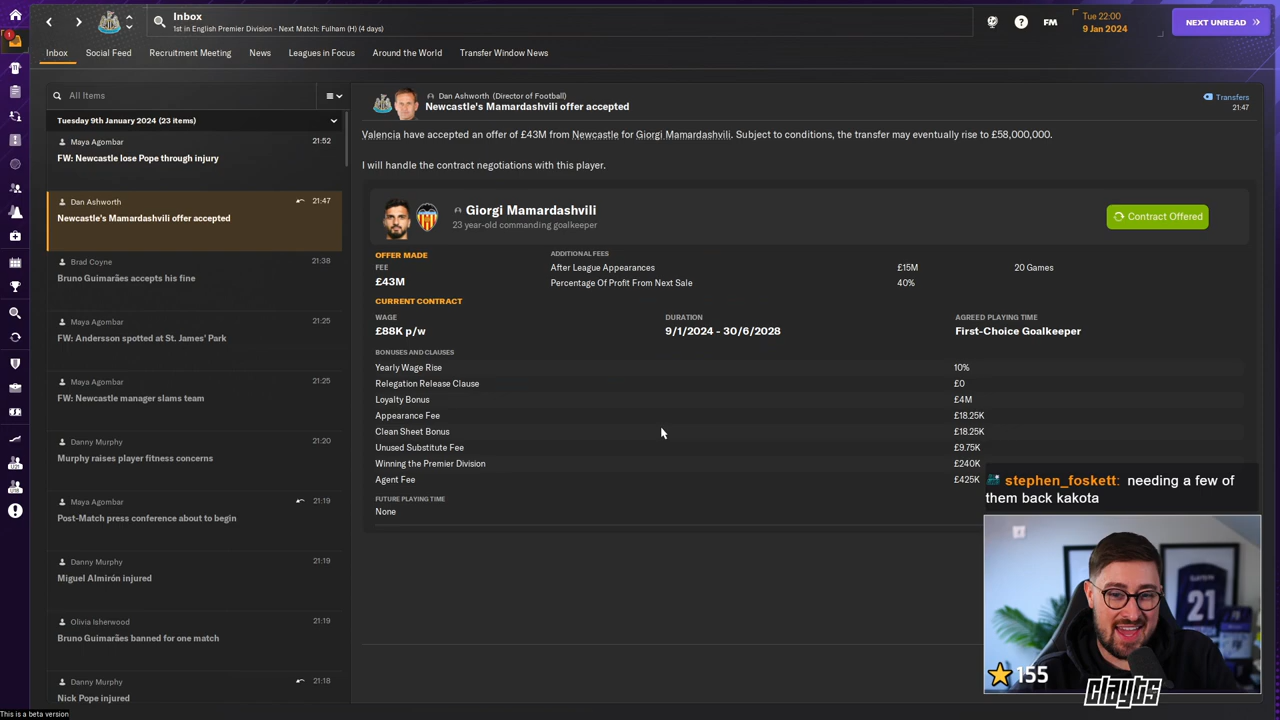 Inbox
1st in English Premier Division - Next Match: Fulham (H) (4 days)
FM
Tue 22:00
9 Jan 2024
NEXT UNREAD
1
Inbox
Social Feed
Recruitment Meeting
News
Leagues in Focus
Around the World
Transfer Window News
All Items
Tuesday 9th January 2024 (23 items)
Maya Agombar
21:52
FW: Newcastle lose Pope through injury
Dan Ashworth
21:47
Newcastle's Mamardashvili offer accepted
Brad Coyne
21:38
Bruno Guimarães accepts his fine
Maya Agombar
21:25
FW: Andersson spotted at St. James' Park
Maya Agombar
21:25
FW: Newcastle manager slams team
Danny Murphy
21:20
Murphy raises player fitness concerns
Maya Agombar
21:19
Post-Match press conference about to begin
Danny Murphy
21:19
Miguel Almirón injured
Olivia Isherwood
21:19
Bruno Guimarães banned for one match
Danny Murphy
21:18
Nick Pope injured
This is a beta version
Dan Ashworth (Director of Football)
Newcastle's Mamardashvili offer accepted
Transfers
21:47
Valencia have accepted an offer of £43M from Newcastle for Giorgi Mamardashvili. Subject to conditions, the transfer may eventually rise to £58,000,000.
I will handle the contract negotiations with this player.
Giorgi Mamardashvili
23 year-old commanding goalkeeper
Contract Offered
OFFER MADE
ADDITIONAL FEES
FEE
£43M
After League Appearances £15M 20 Games
Percentage Of Profit From Next Sale 40%
CURRENT CONTRACT
WAGE
£88K p/w
DURATION
9/1/2024 - 30/6/2028
AGREED PLAYING TIME
First-Choice Goalkeeper
BONUSES AND CLAUSES
Yearly Wage Rise 10%
Relegation Release Clause £0
Loyalty Bonus £4M
Appearance Fee £18.25K
Clean Sheet Bonus £18.25K
Unused Substitute Fee £9.75K
Winning the Premier Division £240K
Agent Fee £425K
FUTURE PLAYING TIME
None
stephen_foskett: needing a few of
them back kakota
21
155
clayts